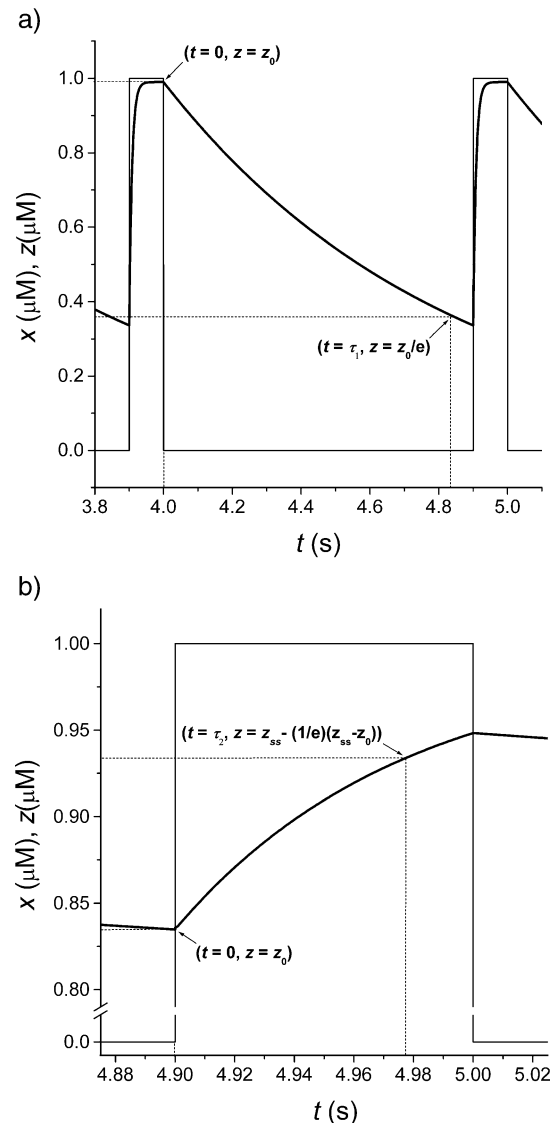 a)
(t = 0, z = z₀)
1.0
0.8
0.6
0.4
0.2
0.0
x (μM), z(μM)
(t = τ₁, z = z₀/e)
3.8 4.0 4.2 4.4 4.6 4.8 5.0
t (s)
b)
1.00
0.95
0.90
0.85
0.80
0.0
x (μM), z(μM)
(t = τ₂, z = zₛₛ- (1/e)(zₛₛ-z₀))
(t = 0, z = z₀)
4.88 4.90 4.92 4.94 4.96 4.98 5.00 5.02
t (s)